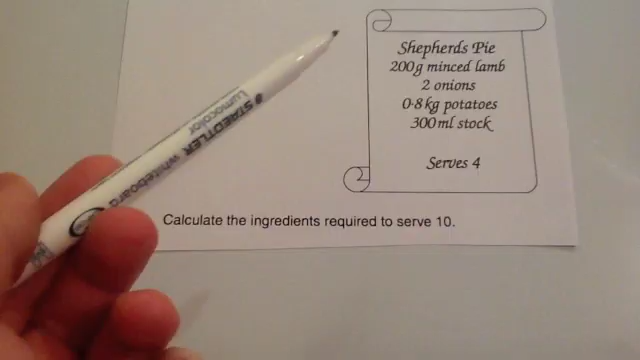 Shepherds Pie
200g minced lamb
2 onions
0·8kg potatoes
300ml stock
Serves 4
Calculate the ingredients required to serve 10.
STAEDTLER whiteboard
Lumocolor